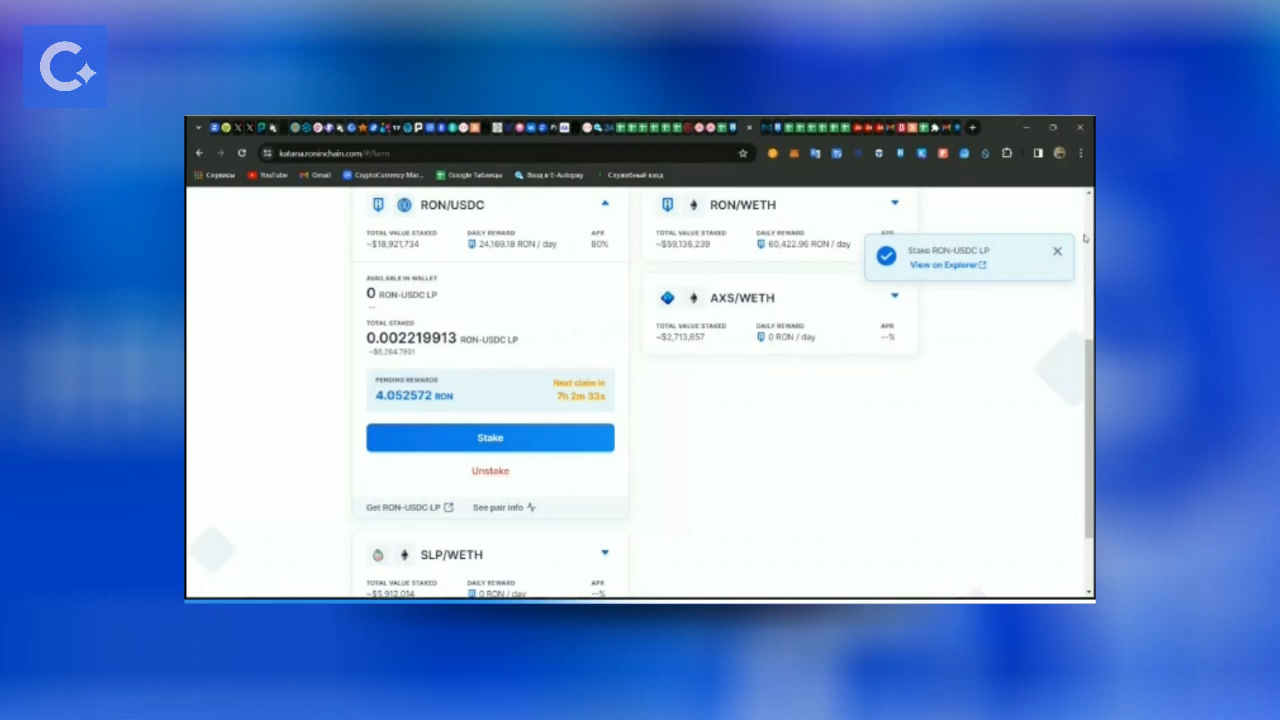 katana.roninchain.com/#/farm
Сервисы YouTube Gmail CryptoCurrency Mar... Google Таблицы Вход в E-Autopay Служебный вход
RON/USDC
TOTAL VALUE STAKED DAILY REWARD APR
~$18,921,734 24,169.18 RON / day 80%
AVAILABLE IN WALLET
0 RON-USDC LP
--
TOTAL STAKED
0.002219913 RON-USDC LP
~$6,264.7801
PENDING REWARDS Next claim in
4.052572 RON 7h 2m 33s
Stake
Unstake
Get RON-USDC LP See pair info
SLP/WETH
TOTAL VALUE STAKED DAILY REWARD APR
~$5,912,014 0 RON / day --%
RON/WETH
TOTAL VALUE STAKED DAILY REWARD APR
~$59,136,239 60,422.96 RON / day
Stake RON-USDC LP
View on Explorer
AXS/WETH
TOTAL VALUE STAKED DAILY REWARD APR
~$2,713,857 0 RON / day --%